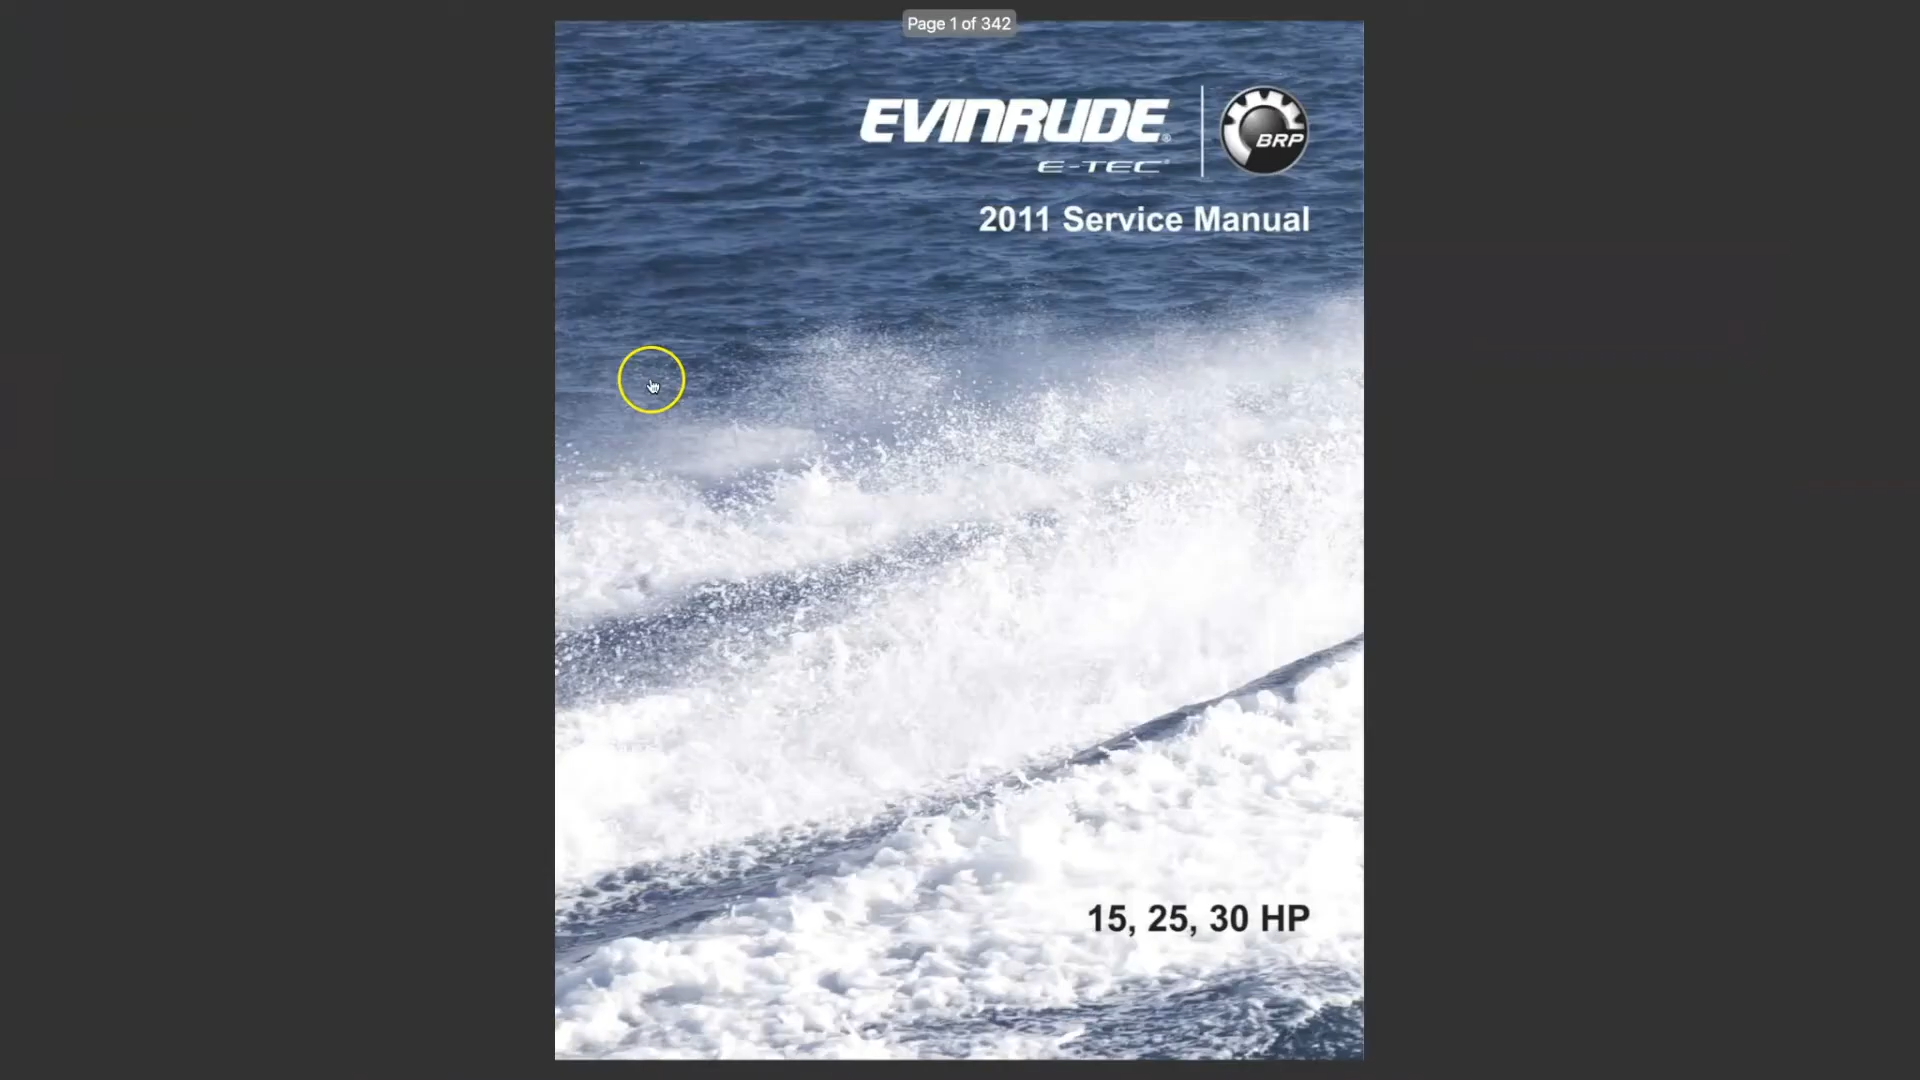 Page 1 of 342
EVINRUDE®
E-TEC®
BRP
2011 Service Manual
15, 25, 30 HP